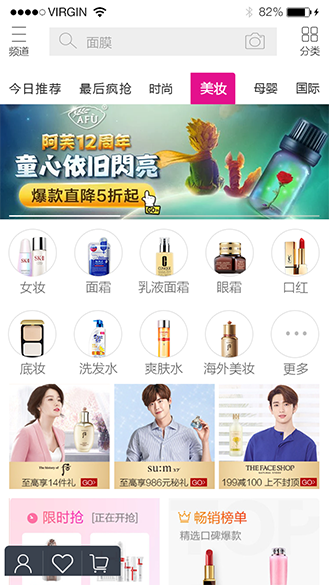 VIRGIN 82%
频道 面膜 分类
今日推荐 最后疯抢 时尚 美妆 母婴 国际
AFU
阿芙12周年
童心依旧閃亮
爆款直降5折起
GO
女妆 面霜 乳液面霜 眼霜 口红
底妆 洗发水 爽肤水 海外美妆 更多
The History of 后
至高享14件礼 GO>
su:m37°
至高享986元秘礼 GO>
THE FACE SHOP
199减100 上不封顶 GO>
限时抢 [正在开抢]
畅销榜单
精选口碑爆款